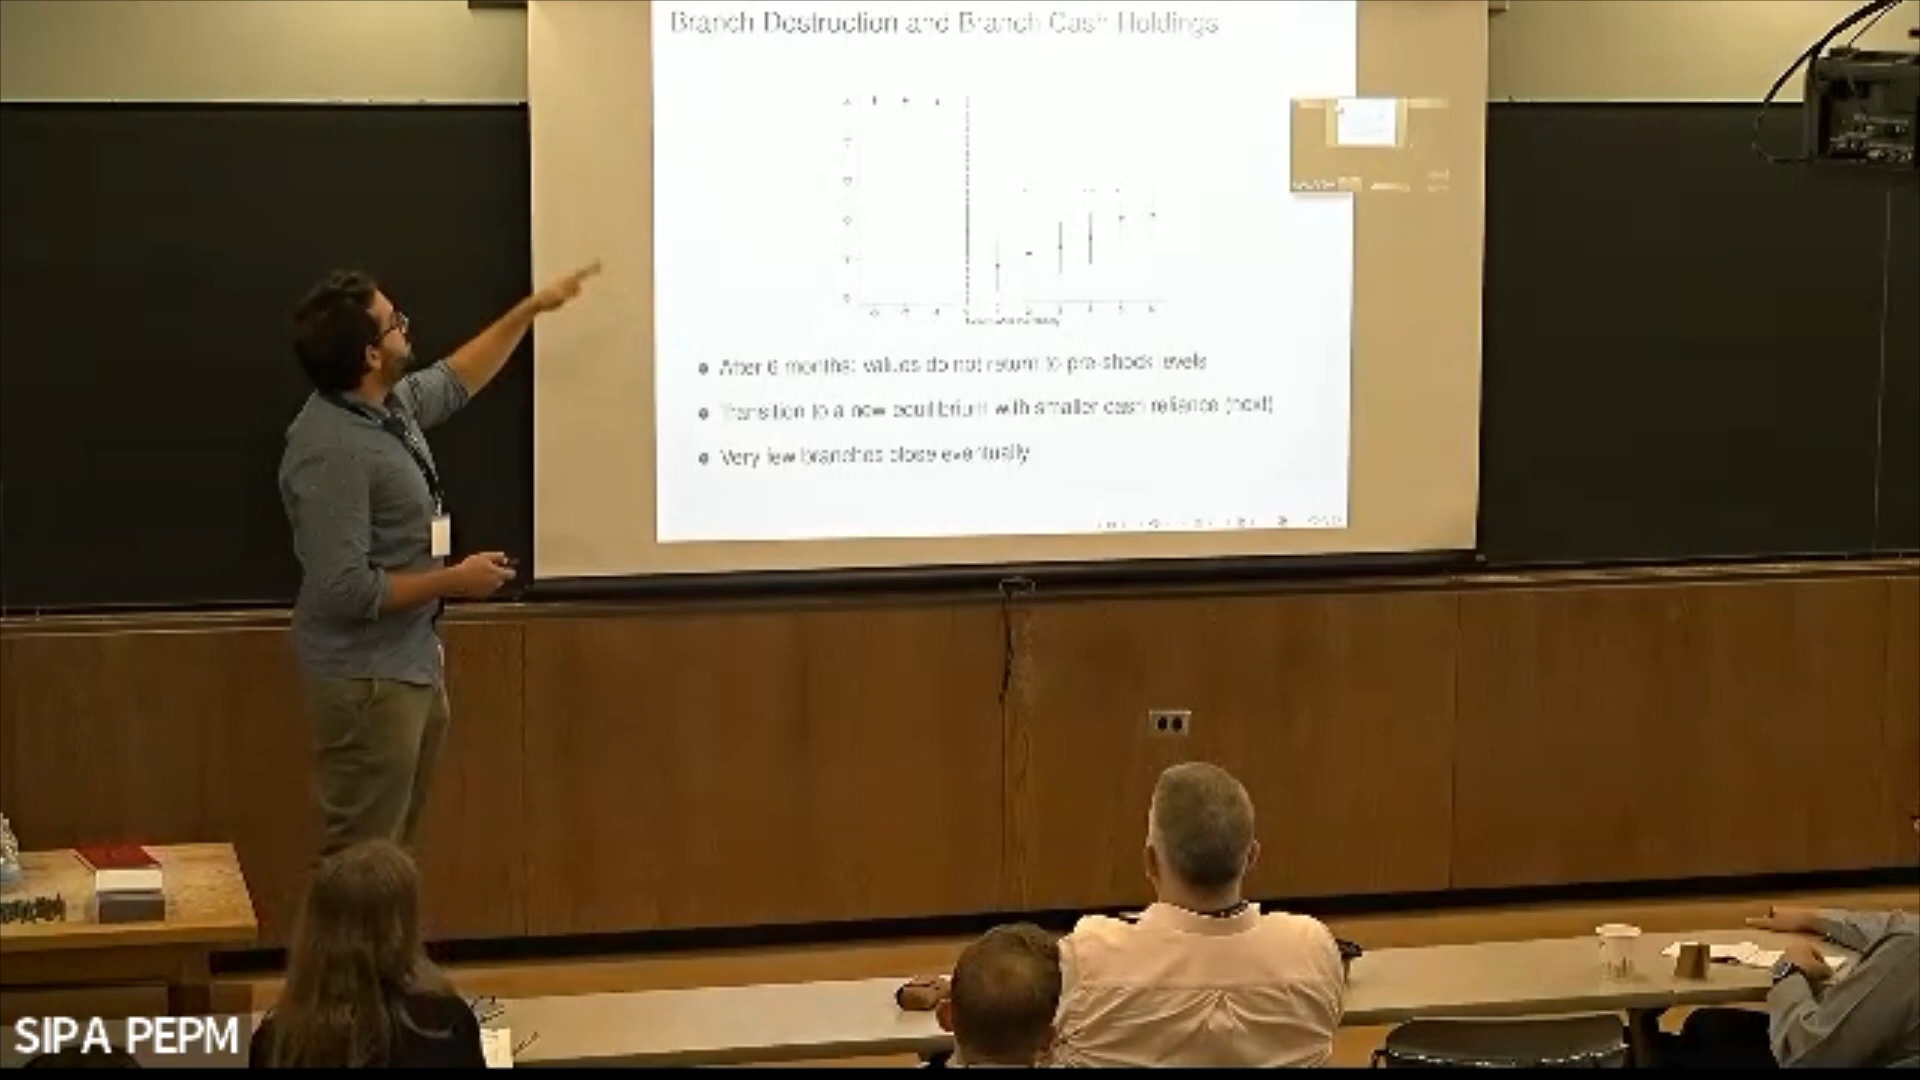 Branch Destruction and Branch Cash Holdings
After 6 months: values do not return to pre-shock levels
Transition to a new equilibrium with smaller cash reliance (next)
Very few branches close eventually
SIPA PEPM